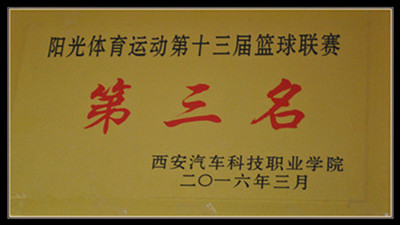 阳光体育运动第十三届篮球联赛
第三名
西安汽车科技职业学院
二〇一六年三月